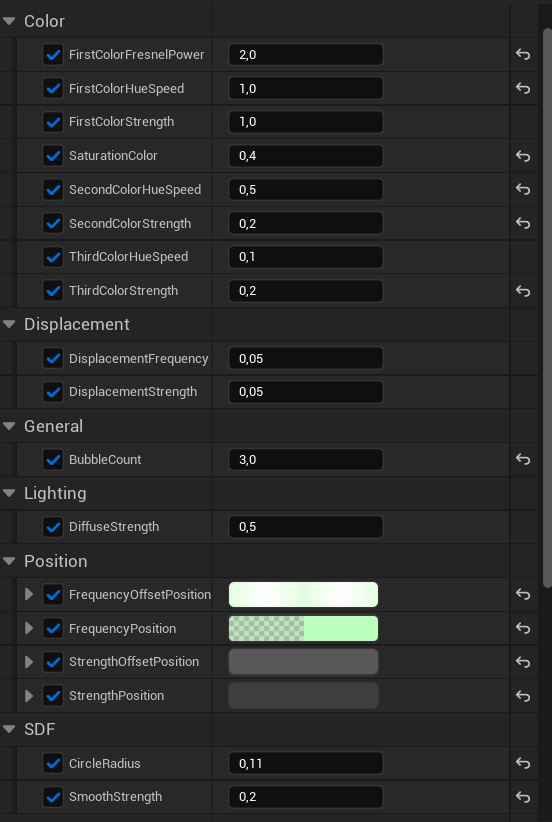 Color
FirstColorFresnelPower 2,0
FirstColorHueSpeed 1,0
FirstColorStrength 1,0
SaturationColor 0,4
SecondColorHueSpeed 0,5
SecondColorStrength 0,2
ThirdColorHueSpeed 0,1
ThirdColorStrength 0,2
Displacement
DisplacementFrequency 0,05
DisplacementStrength 0,05
General
BubbleCount 3,0
Lighting
DiffuseStrength 0,5
Position
FrequencyOffsetPosition
FrequencyPosition
StrengthOffsetPosition
StrengthPosition
SDF
CircleRadius 0,11
SmoothStrength 0,2